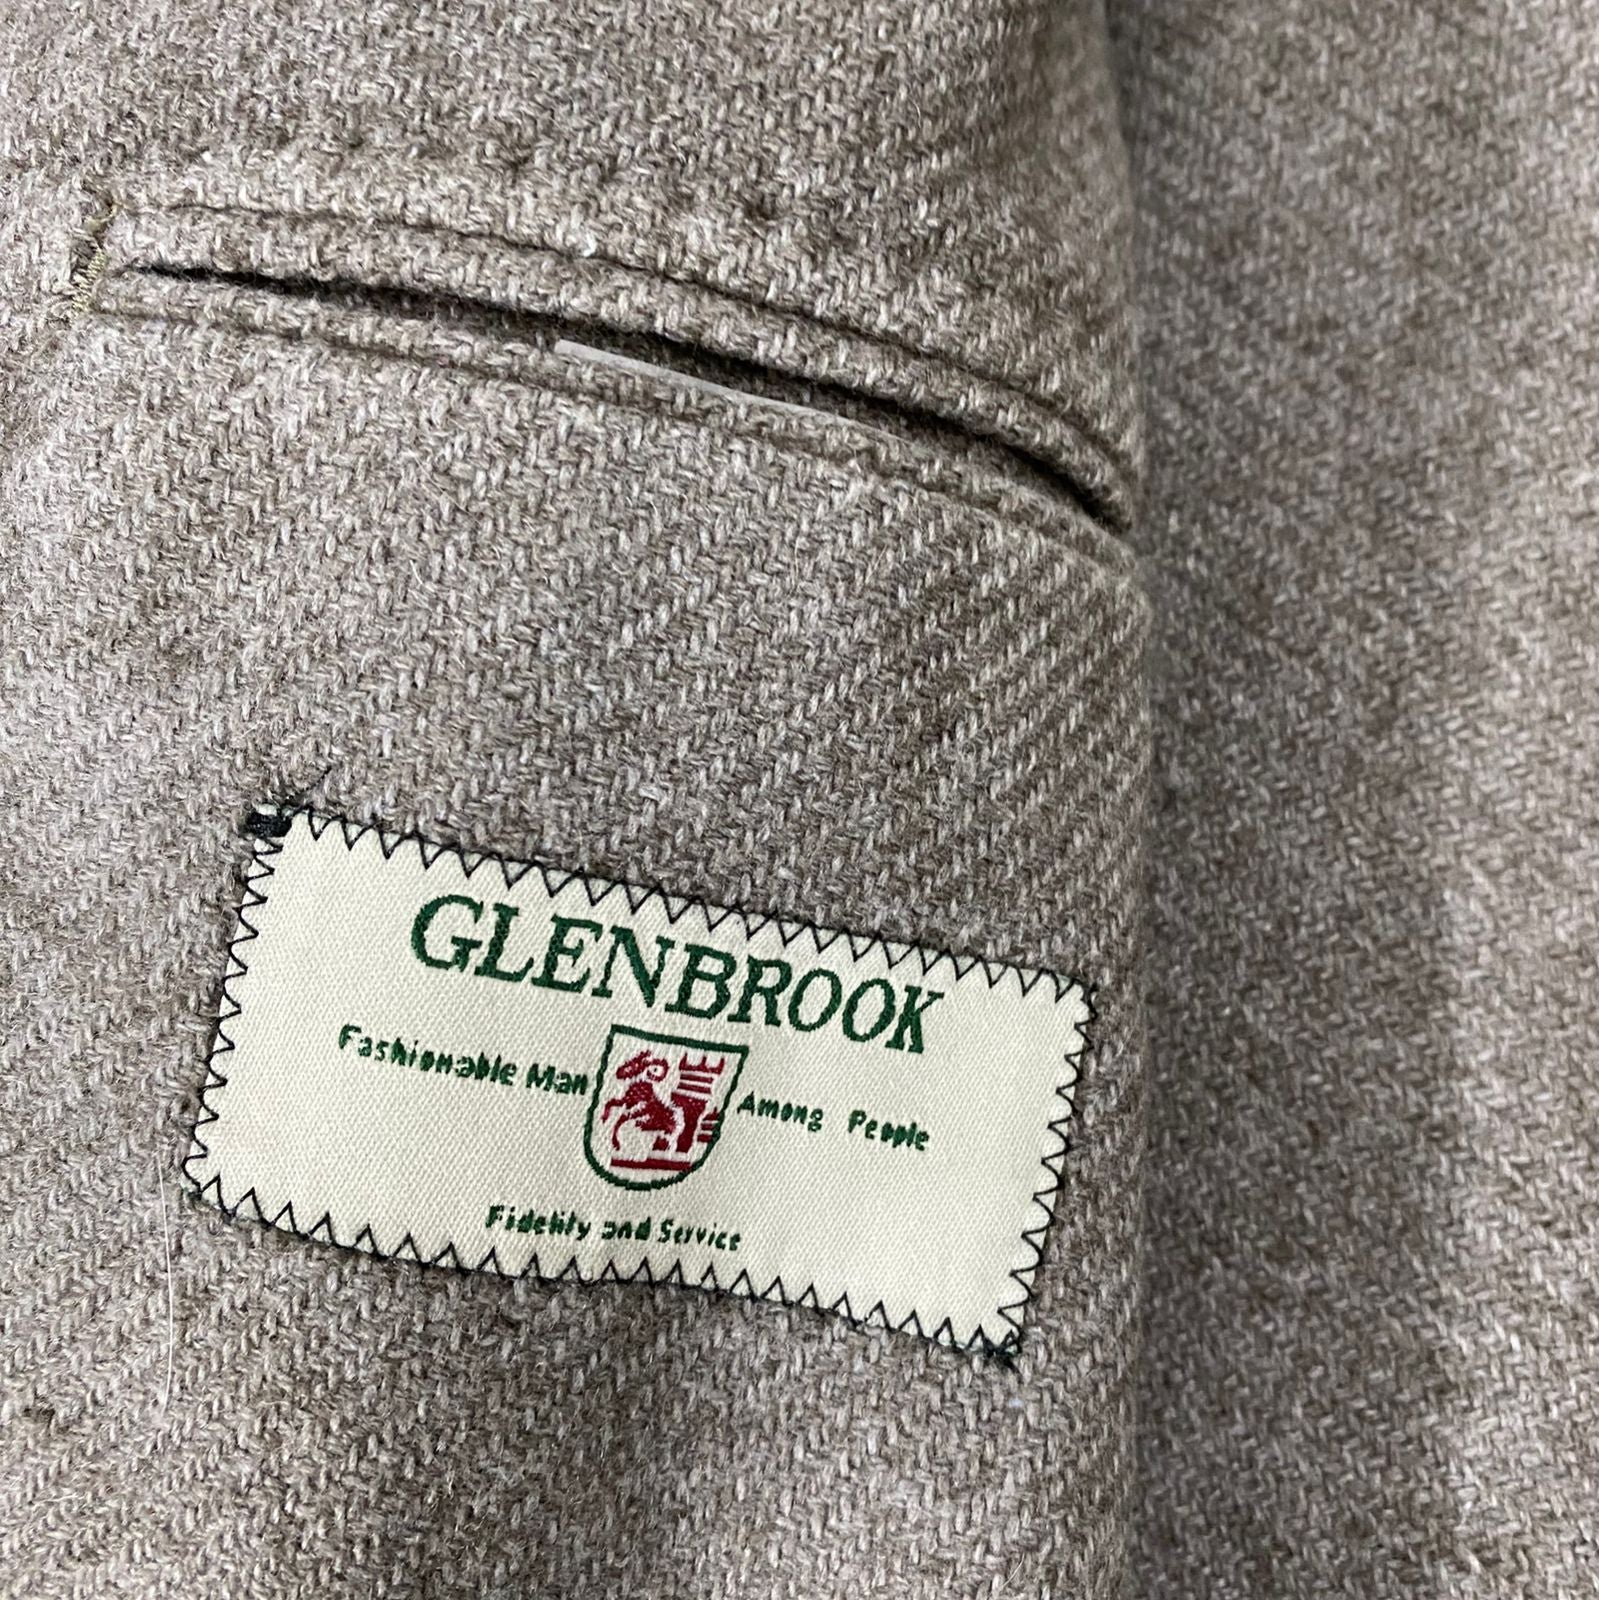 GLENBROOK
Fashionable Man Among People
Fidelity and Service